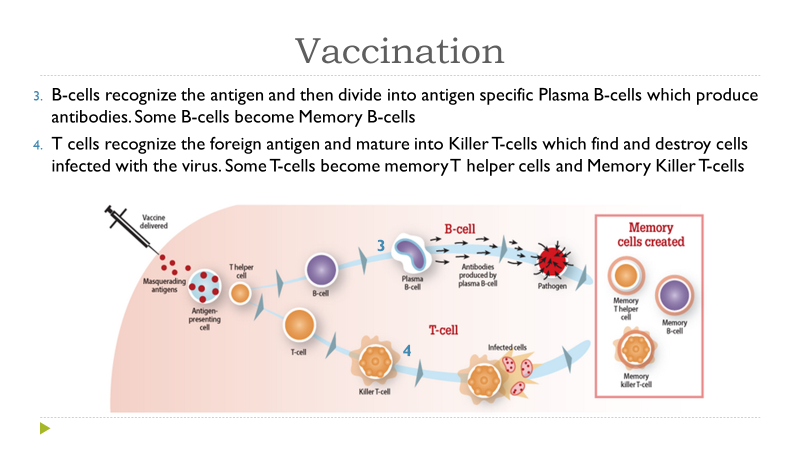 Vaccination
3. B-cells recognize the antigen and then divide into antigen specific Plasma B-cells which produce
antibodies. Some B-cells become Memory B-cells
4. T cells recognize the foreign antigen and mature into Killer T-cells which find and destroy cells
infected with the virus. Some T-cells become memory T helper cells and Memory Killer T-cells
Vaccine
delivered
Masquerading
antigens
Antigen-
presenting
cell
T helper
cell
B-cell
3
Plasma
B-cell
B-cell
Antibodies
produced by
plasma B-cell
Pathogen
T-cell
T-cell
4
Killer T-cell
Infected cells
Memory
cells created
Memory
T helper
cell
Memory
B-cell
Memory
killer T-cell